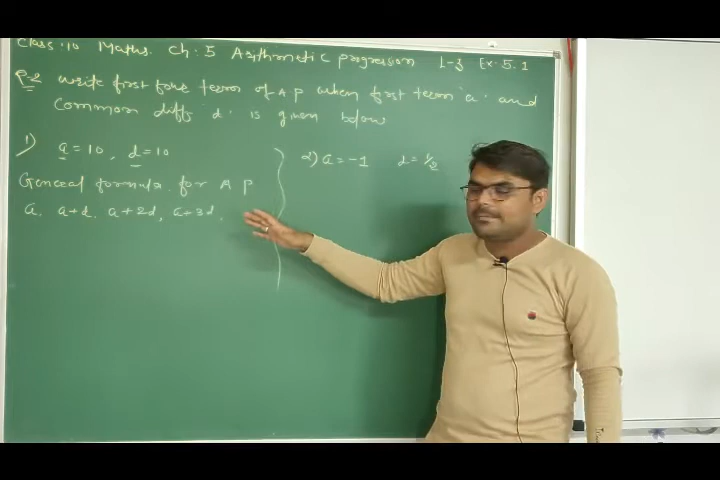 Class:10 Maths. Ch:5 Arithmetic progression L-3 Ex:5.1
Q.2 write first four term of A P when first term 'a' and
Common diff 'd' is given below
1) a=10, d=10
2) a=-1 d=1/2
General formula for A P
a. a+d. a+2d, a+3d.